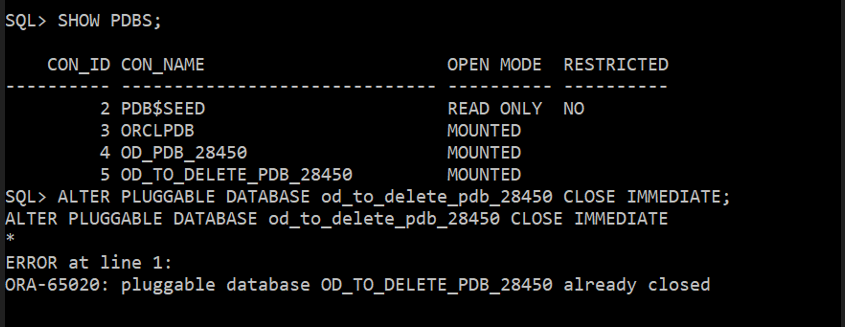 SQL> SHOW PDBS;
    CON_ID CON_NAME                       OPEN MODE  RESTRICTED
---------- ------------------------------ ---------- ----------
         2 PDB$SEED                       READ ONLY  NO
         3 ORCLPDB                        MOUNTED
         4 OD_PDB_28450                   MOUNTED
         5 OD_TO_DELETE_PDB_28450         MOUNTED
SQL> ALTER PLUGGABLE DATABASE od_to_delete_pdb_28450 CLOSE IMMEDIATE;
ALTER PLUGGABLE DATABASE od_to_delete_pdb_28450 CLOSE IMMEDIATE
*
ERROR at line 1:
ORA-65020: pluggable database OD_TO_DELETE_PDB_28450 already closed